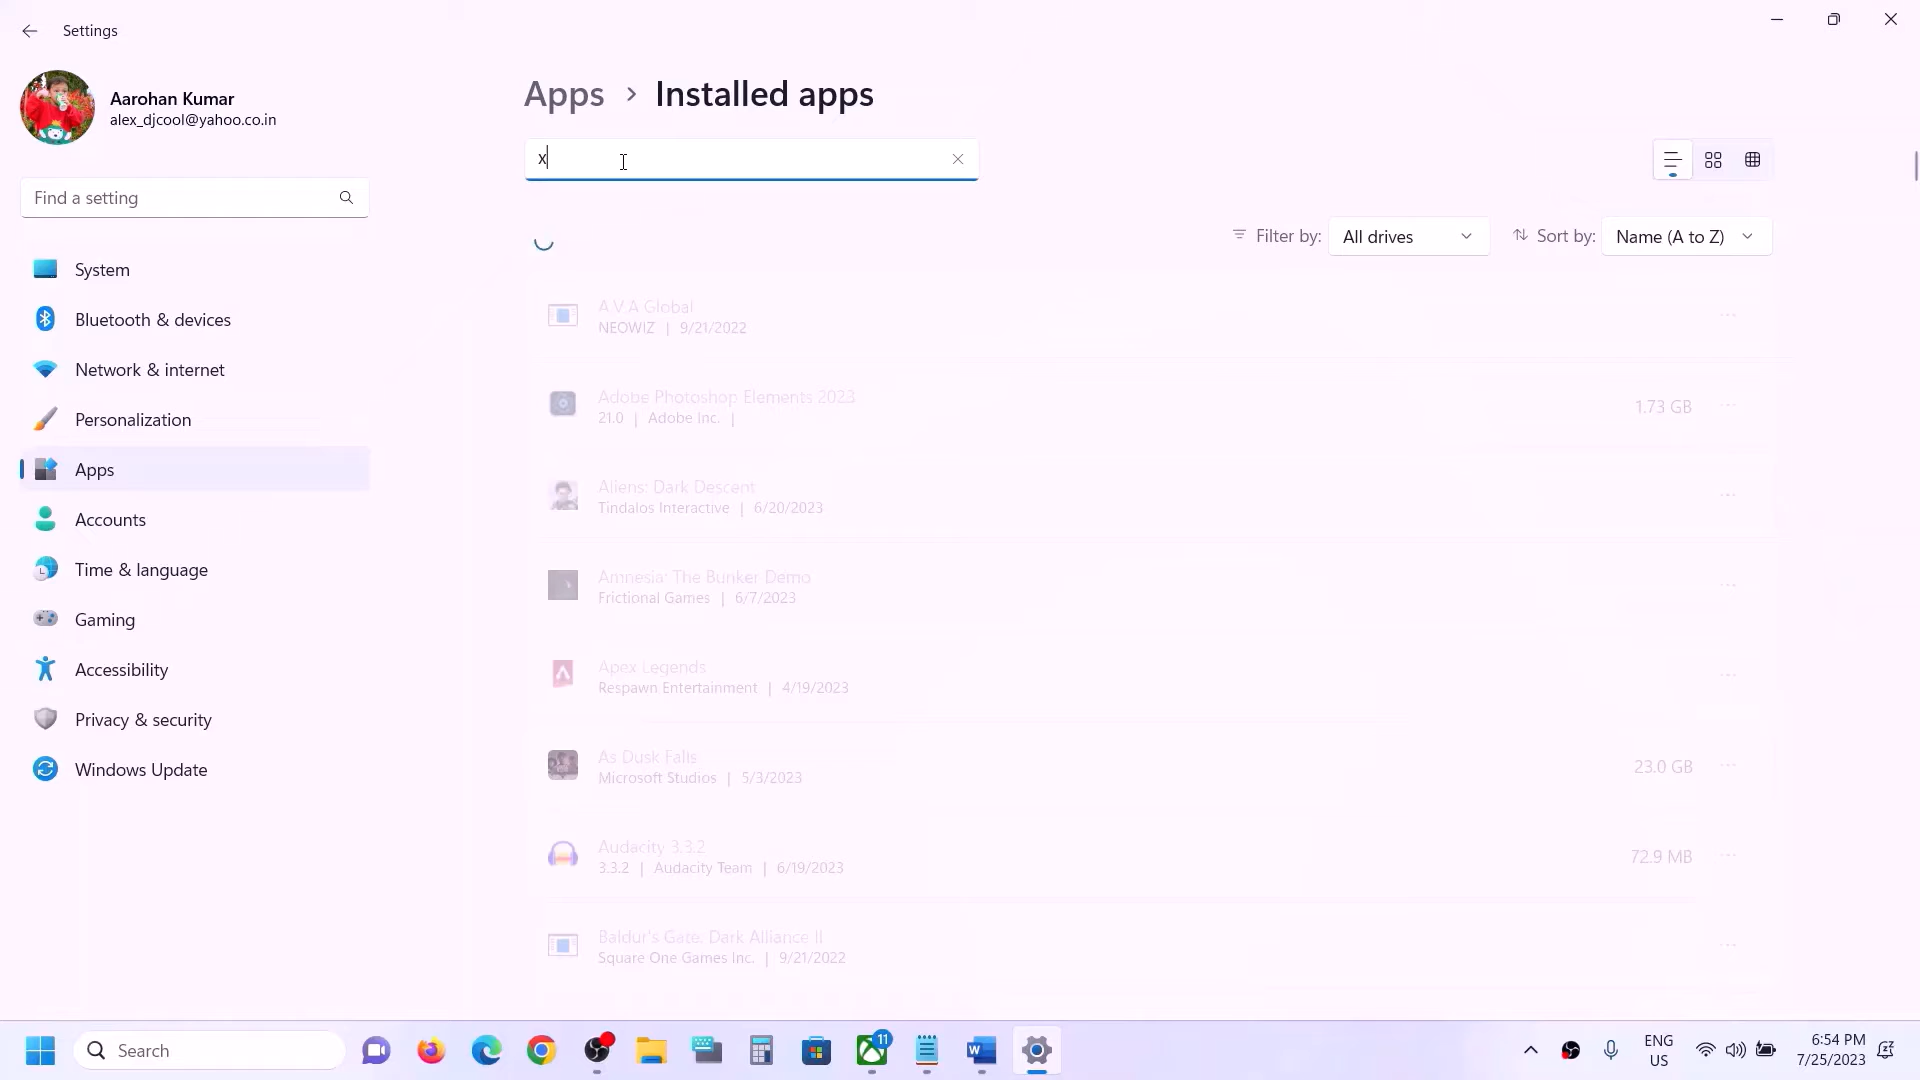 Settings
Aarohan Kumar
alex_djcool@yahoo.co.in
Find a setting
System
Bluetooth & devices
Network & internet
Personalization
Apps
Accounts
Time & language
Gaming
Accessibility
Privacy & security
Windows Update
Apps > Installed apps
x
Filter by: All drives Sort by: Name (A to Z)
A.V.A Global
NEOWIZ | 9/21/2022
Adobe Photoshop Elements 2023
21.0 | Adobe Inc. |
1.73 GB
Aliens: Dark Descent
Tindalos Interactive | 6/20/2023
Amnesia: The Bunker Demo
Frictional Games | 6/7/2023
Apex Legends
Respawn Entertainment | 4/19/2023
As Dusk Falls
Microsoft Studios | 5/3/2023
23.0 GB
Audacity 3.3.2
3.3.2 | Audacity Team | 6/19/2023
72.9 MB
Baldur's Gate: Dark Alliance II
Square One Games Inc. | 9/21/2022
Search
11
ENG
US
6:54 PM
7/25/2023